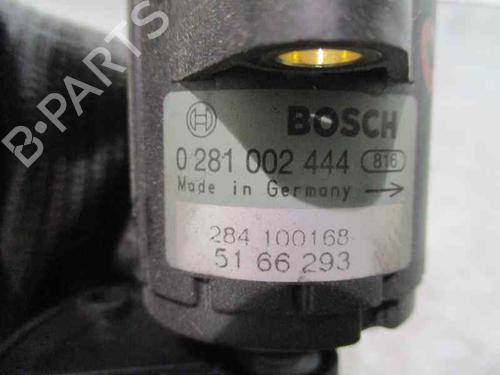 BOSCH
0 281 002 444 816
Made in Germany
284 100168
51 66 293
B-PARTS